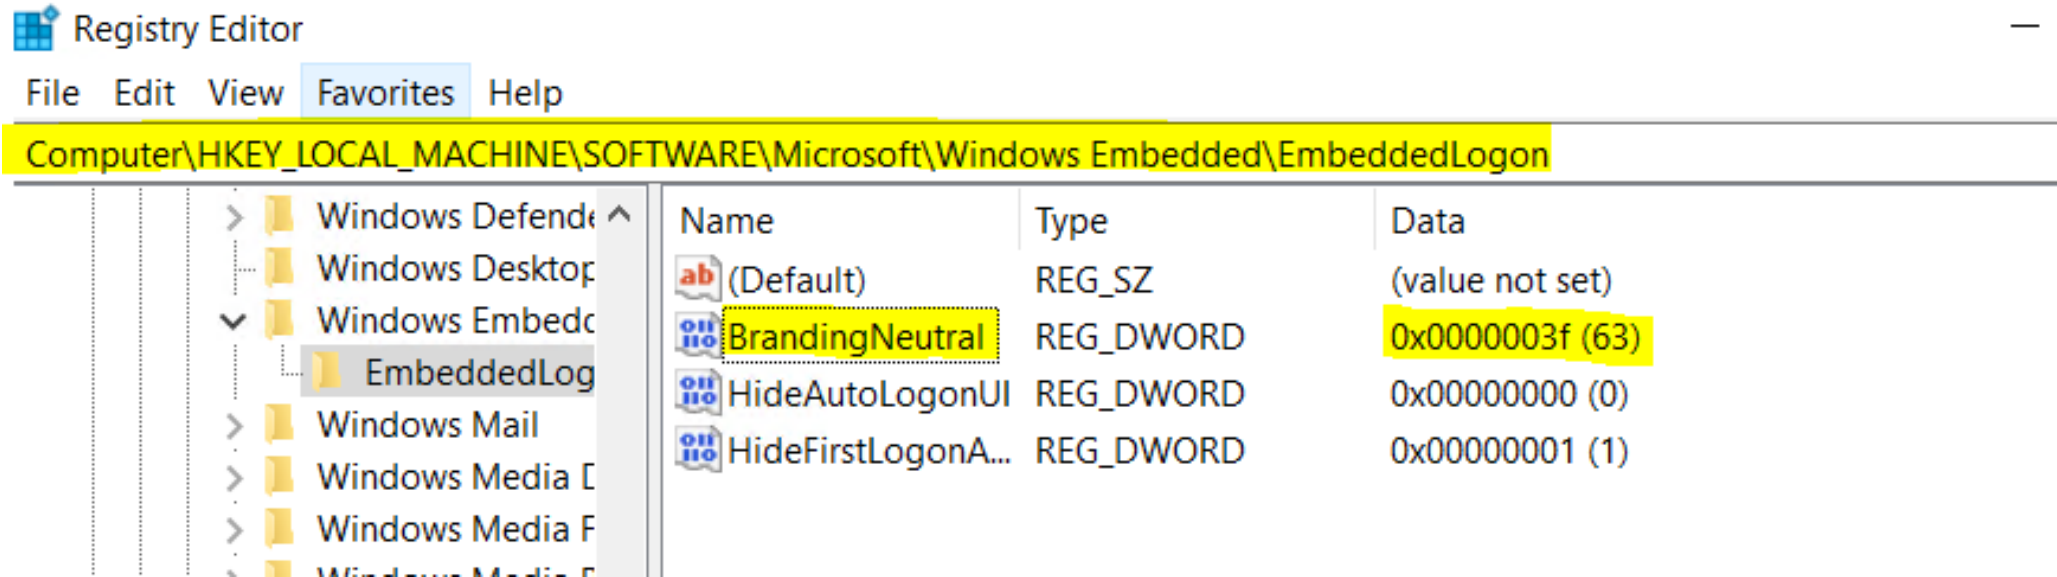 Registry Editor
File Edit View Favorites Help
Computer\HKEY_LOCAL_MACHINE\SOFTWARE\Microsoft\Windows Embedded\EmbeddedLogon
Windows Defende
Windows Desktop
Windows Embedd
EmbeddedLog
Windows Mail
Windows Media D
Windows Media F
Name Type Data
(Default) REG_SZ (value not set)
BrandingNeutral REG_DWORD 0x0000003f (63)
HideAutoLogonUI REG_DWORD 0x00000000 (0)
HideFirstLogonA... REG_DWORD 0x00000001 (1)